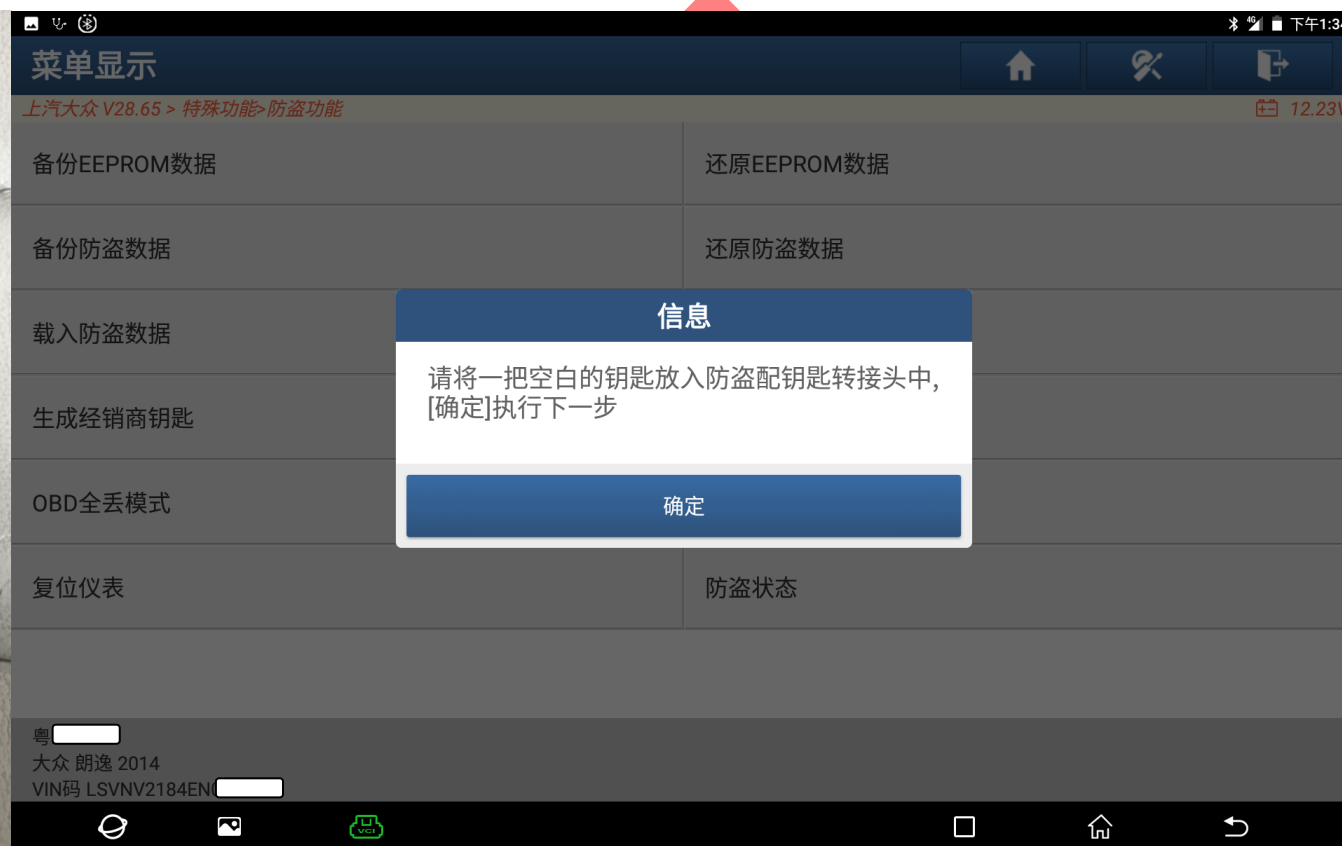 下午1:34
菜单显示
上汽大众 V28.65 > 特殊功能>防盗功能
12.23V
备份EEPROM数据
还原EEPROM数据
备份防盗数据
还原防盗数据
载入防盗数据
信息
请将一把空白的钥匙放入防盗配钥匙转接头中,
[确定]执行下一步
生成经销商钥匙
确定
OBD全丢模式
复位仪表
防盗状态
粤
大众 朗逸 2014
VIN码 LSVNV2184EN
VCI